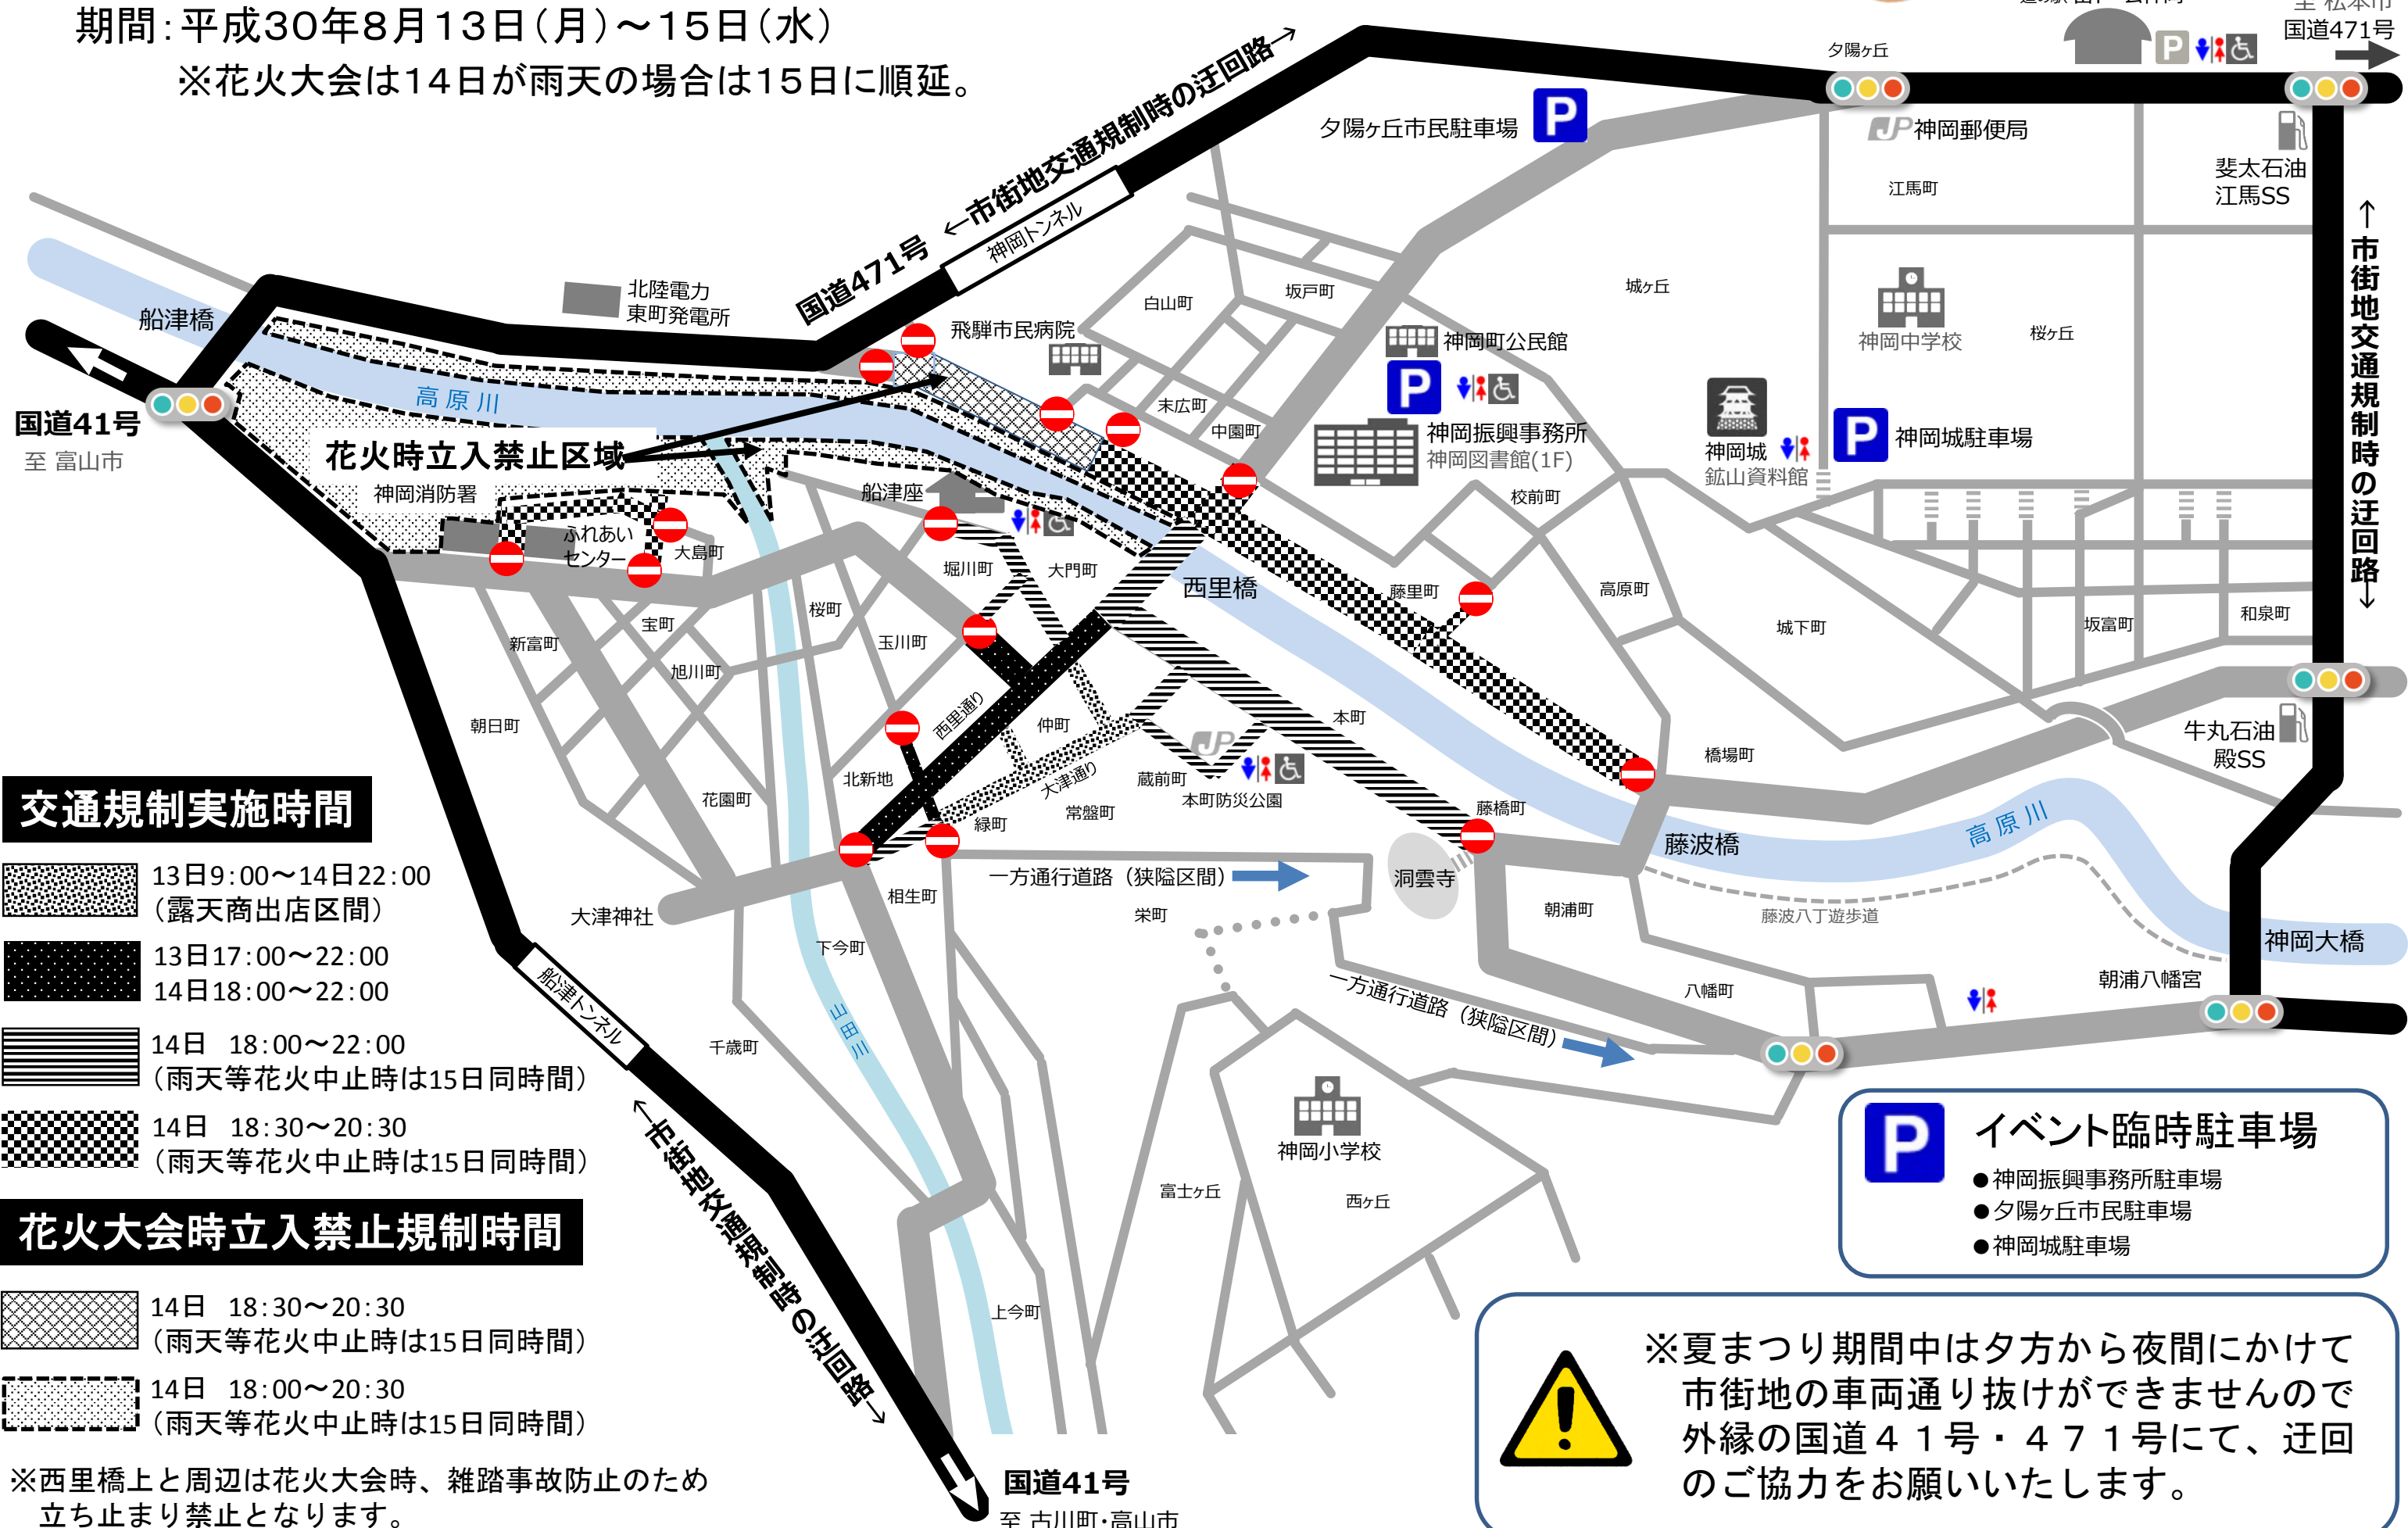 期間：平成30年8月13日（月）～15日（水）
※花火大会は14日が雨天の場合は15日に順延。
国道471号
夕陽ヶ丘
←市街地交通規制時の迂回路→
夕陽ヶ丘市民駐車場
P
P
JP神岡郵便局
江馬町
斐太石油
江馬SS
神岡トンネル
国道471号
北陸電力
東町発電所
船津橋
白山町
坂戸町
城ヶ丘
飛騨市民病院
神岡町公民館
P
神岡中学校
桜ヶ丘
←市街地交通規制時の迂回路→
高原川
国道41号
至 富山市
花火時立入禁止区域
神岡消防署
末広町
中園町
神岡振興事務所
神岡図書館(1F)
神岡城
鉱山資料館
P
神岡城駐車場
船津座
校前町
ふれあい
センター
大島町
堀川町
大門町
西里橋
藤里町
高原町
新富町
宝町
桜町
玉川町
旭川町
城下町
坂富町
和泉町
朝日町
西里通り
仲町
本町
橋場町
牛丸石油
殿SS
花園町
北新地
大津通り
JP
蔵前町
本町防災公園
緑町
常盤町
藤橋町
藤波橋
高原川
交通規制実施時間
13日9：00～14日22：00
（露天商出店区間）
13日17：00～22：00
14日18：00～22：00
14日　18：00～22：00
（雨天等花火中止時は15日同時間）
14日　18：30～20：30
（雨天等花火中止時は15日同時間）
一方通行道路（狭隘区間）
洞雲寺
相生町
栄町
大津神社
下今町
朝浦町
藤波八丁遊歩道
神岡大橋
船津トンネル
朝浦八幡宮
八幡町
一方通行道路（狭隘区間）
山田川
千歳町
←市街地交通規制時の迂回路→
神岡小学校
富士ヶ丘
西ヶ丘
上今町
花火大会時立入禁止規制時間
14日　18：30～20：30
（雨天等花火中止時は15日同時間）
14日　18：00～20：30
（雨天等花火中止時は15日同時間）
※西里橋上と周辺は花火大会時、雑踏事故防止のため
立ち止まり禁止となります。
国道41号
至 古川町・高山市
P
イベント臨時駐車場
●神岡振興事務所駐車場
●夕陽ヶ丘市民駐車場
●神岡城駐車場
※夏まつり期間中は夕方から夜間にかけて
市街地の車両通り抜けができませんので
外縁の国道４１号・４７１号にて、迂回
のご協力をお願いいたします。